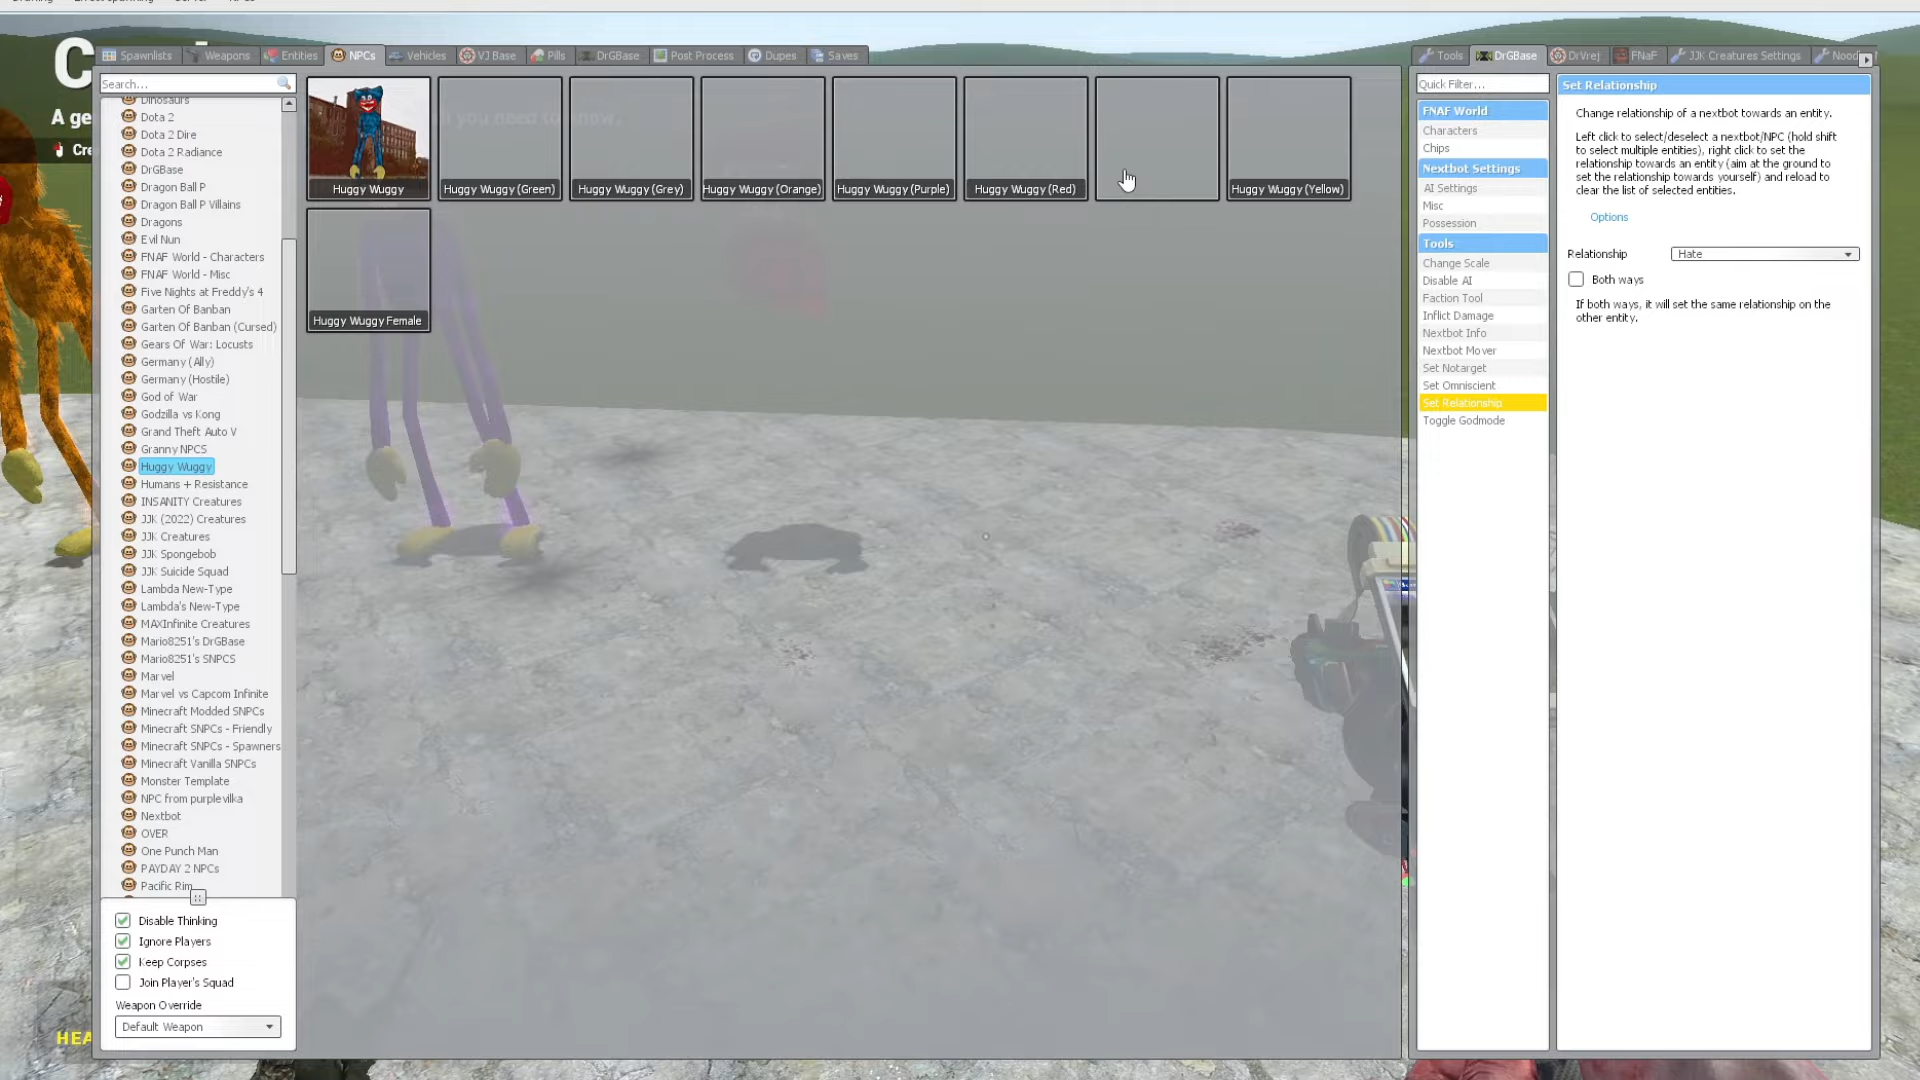 Spawnlists
Weapons
Entities
NPCs
Vehicles
VJ Base
Pills
DrGBase
Post Process
Dupes
Saves
Search...
Dinosaurs
Dota 2
Dota 2 Dire
Dota 2 Radiance
DrGBase
Dragon Ball P
Dragon Ball P Villains
Dragons
Evil Nun
FNAF World - Characters
FNAF World - Misc
Five Nights at Freddy's 4
Garten Of Banban
Garten Of Banban (Cursed)
Gears Of War: Locusts
Germany (Ally)
Germany (Hostile)
God of War
Godzilla vs Kong
Grand Theft Auto V
Granny NPCS
Huggy Wuggy
Humans + Resistance
INSANITY Creatures
JJK (2022) Creatures
JJK Creatures
JJK Spongebob
JJK Suicide Squad
Lambda New-Type
Lambda's New-Type
MAXInfinite Creatures
Mario8251's DrGBase
Mario8251's SNPCS
Marvel
Marvel vs Capcom Infinite
Minecraft Modded SNPCs
Minecraft SNPCs - Friendly
Minecraft SNPCs - Spawners
Minecraft Vanilla SNPCs
Monster Template
NPC from purplevilka
Nextbot
OVER
One Punch Man
PAYDAY 2 NPCs
Pacific Rim
Disable Thinking
Ignore Players
Keep Corpses
Join Player's Squad
Weapon Override
Default Weapon
Huggy Wuggy
Huggy Wuggy (Green)
Huggy Wuggy (Grey)
Huggy Wuggy (Orange)
Huggy Wuggy (Purple)
Huggy Wuggy (Red)
Huggy Wuggy (Yellow)
Huggy Wuggy Female
you need to know.
A ge
Cre
HEA
Tools
DrGBase
DrVrej
FNaF
JJK Creatures Settings
Quick Filter...
FNAF World
Characters
Chips
Nextbot Settings
AI Settings
Misc
Possession
Tools
Change Scale
Disable AI
Faction Tool
Inflict Damage
Nextbot Info
Nextbot Mover
Set Notarget
Set Omniscient
Set Relationship
Toggle Godmode
Set Relationship
Change relationship of a nextbot towards an entity.
Left click to select/deselect a nextbot/NPC (hold shift
to select multiple entities), right click to set the
relationship towards an entity (aim at the ground to
set the relationship towards yourself) and reload to
clear the list of selected entities.
Options
Relationship
Hate
Both ways
If both ways, it will set the same relationship on the
other entity.